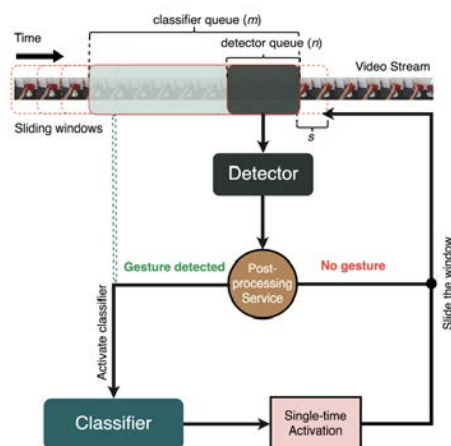 classifier queue (m)
Time
detector queue (n)
Video Stream
Sliding windows
s
Detector
Gesture detected
Post-
processing
Service
No gesture
Activate classifier
Slide the window
Classifier
Single-time
Activation